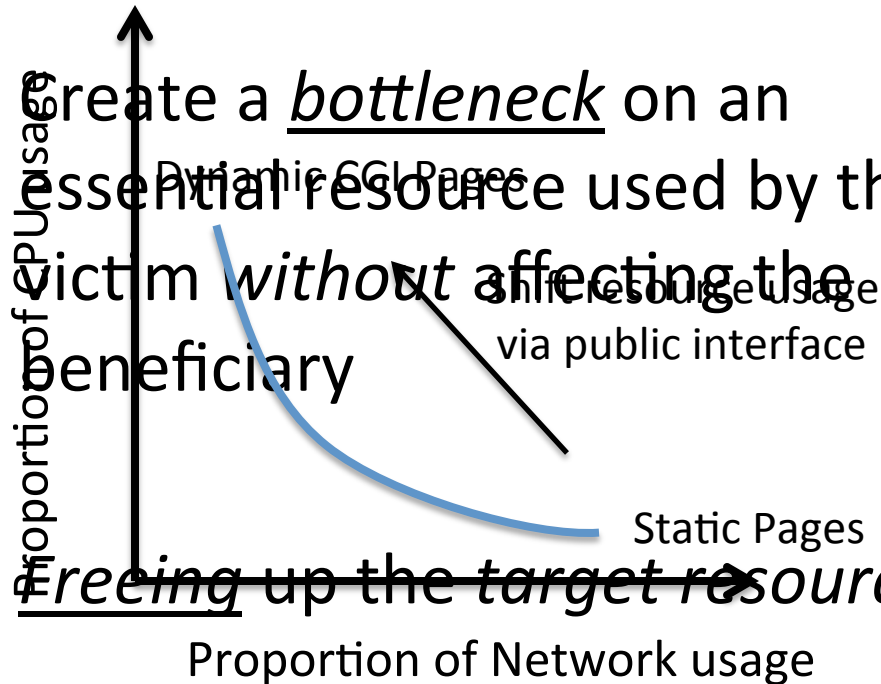 Create a bottleneck on an
essential resource used by th
victim without affecting the
beneficiary
Freeing up the target resour
Proportion of CPU usage
Dynamic CGI Pages
Shift resource usage
via public interface
Static Pages
Proportion of Network usage